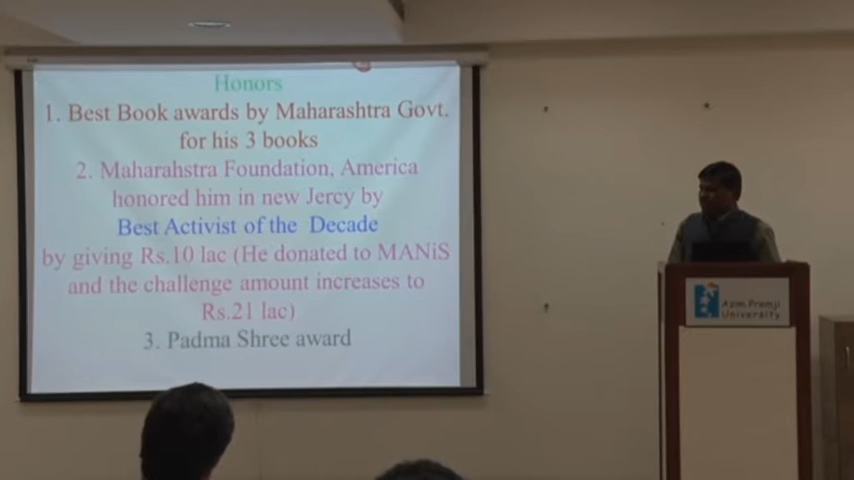 Honors
1. Best Book awards by Maharashtra Govt.
for his 3 books
2. Maharahstra Foundation, America
honored him in new Jercy by
Best Activist of the Decade
by giving Rs.10 lac (He donated to MANiS
and the challenge amount increases to
Rs.21 lac)
3. Padma Shree award
Azim Premji
University